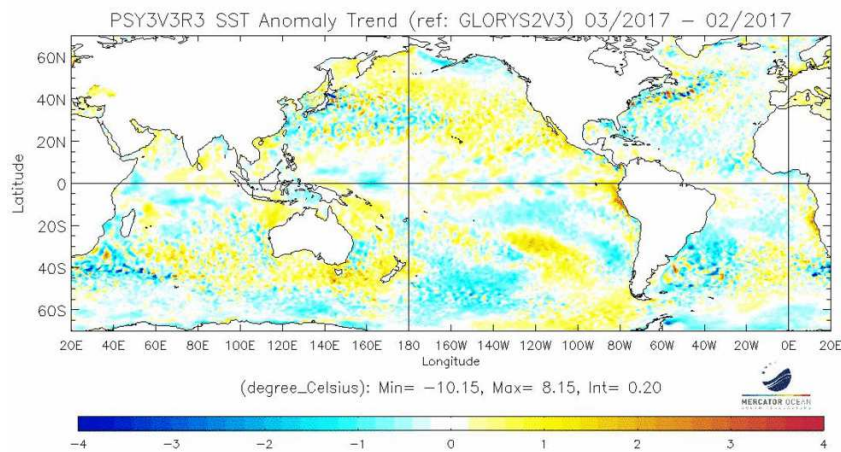 PSY3V3R3 SST Anomaly Trend (ref: GLORYS2V3) 03/2017 – 02/2017
60N
40N
20N
0
20S
40S
60S
Latitude
20E 40E 60E 80E 100E 120E 140E 160E 180 160W 140W 120W 100W 80W 60W 40W 20W 0E 20E
Longitude
(degree_Celsius): Min= −10.15, Max= 8.15, Int= 0.20
MERCATOR OCEAN
−4 −3 −2 −1 0 1 2 3 4